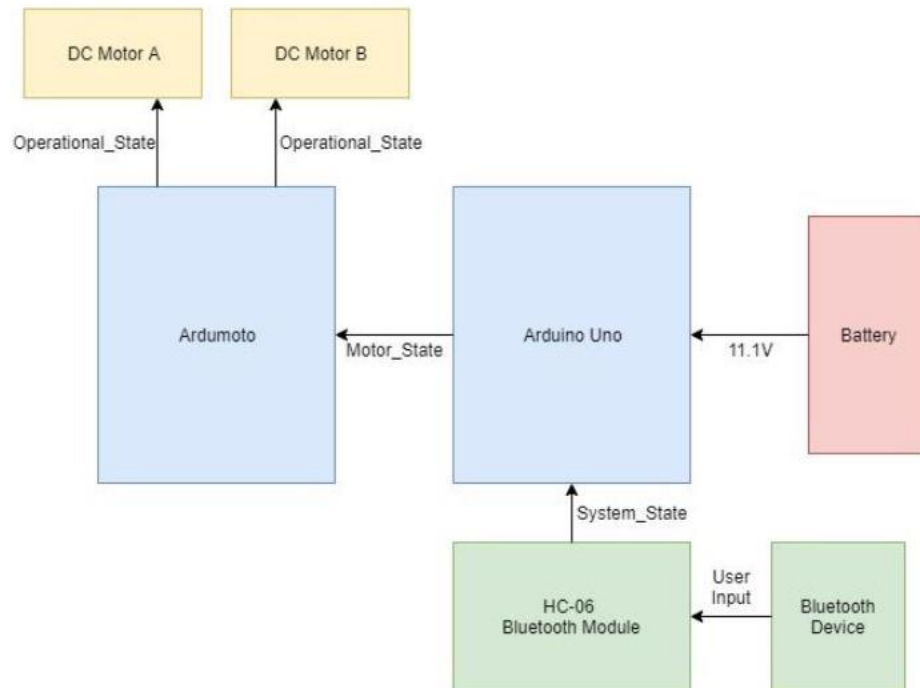 DC Motor A
DC Motor B
Operational_State
Operational_State
Ardumoto
Motor_State
Arduino Uno
11.1V
Battery
System_State
HC-06
Bluetooth Module
User
Input
Bluetooth
Device